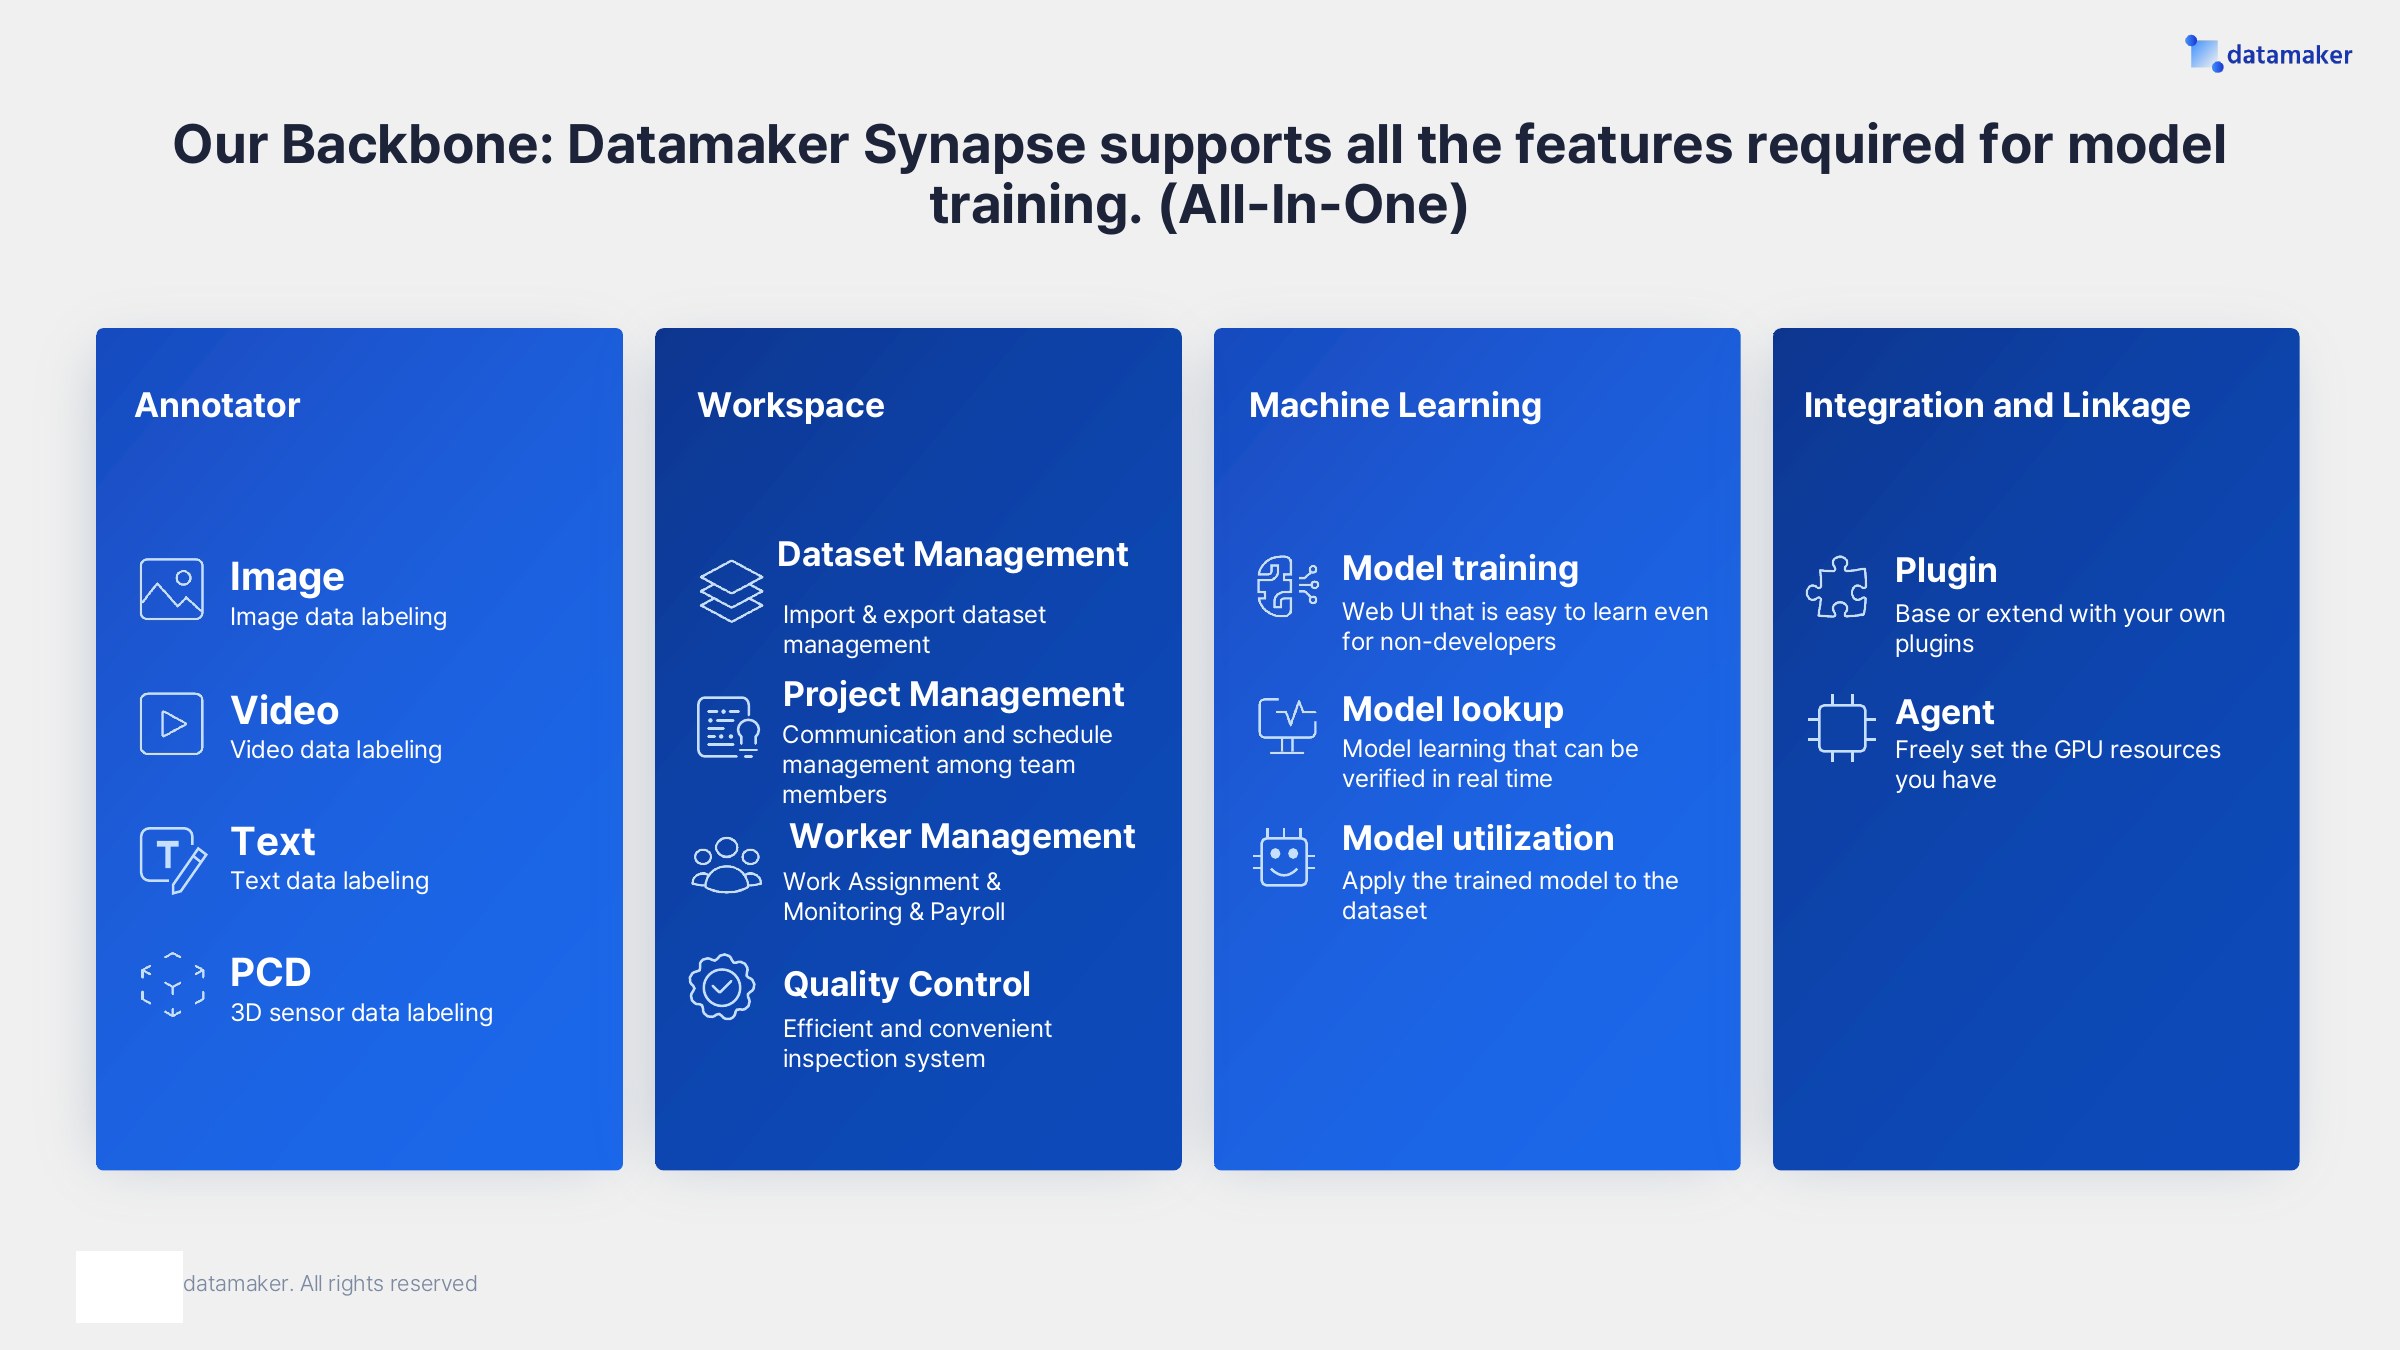 datamaker
Our Backbone: Datamaker Synapse supports all the features required for model
training. (All-In-One)
Annotator
Image
Image data labeling
Video
Video data labeling
T
Text
Text data labeling
PCD
3D sensor data labeling
Workspace
Dataset Management
Import & export dataset
management
Project Management
Communication and schedule
management among team
members
Worker Management
Work Assignment &
Monitoring & Payroll
Quality Control
Efficient and convenient
inspection system
Machine Learning
Model training
Web UI that is easy to learn even
for non-developers
Model lookup
Model learning that can be
verified in real time
Model utilization
Apply the trained model to the
dataset
Integration and Linkage
Plugin
Base or extend with your own
plugins
Agent
Freely set the GPU resources
you have
datamaker. All rights reserved